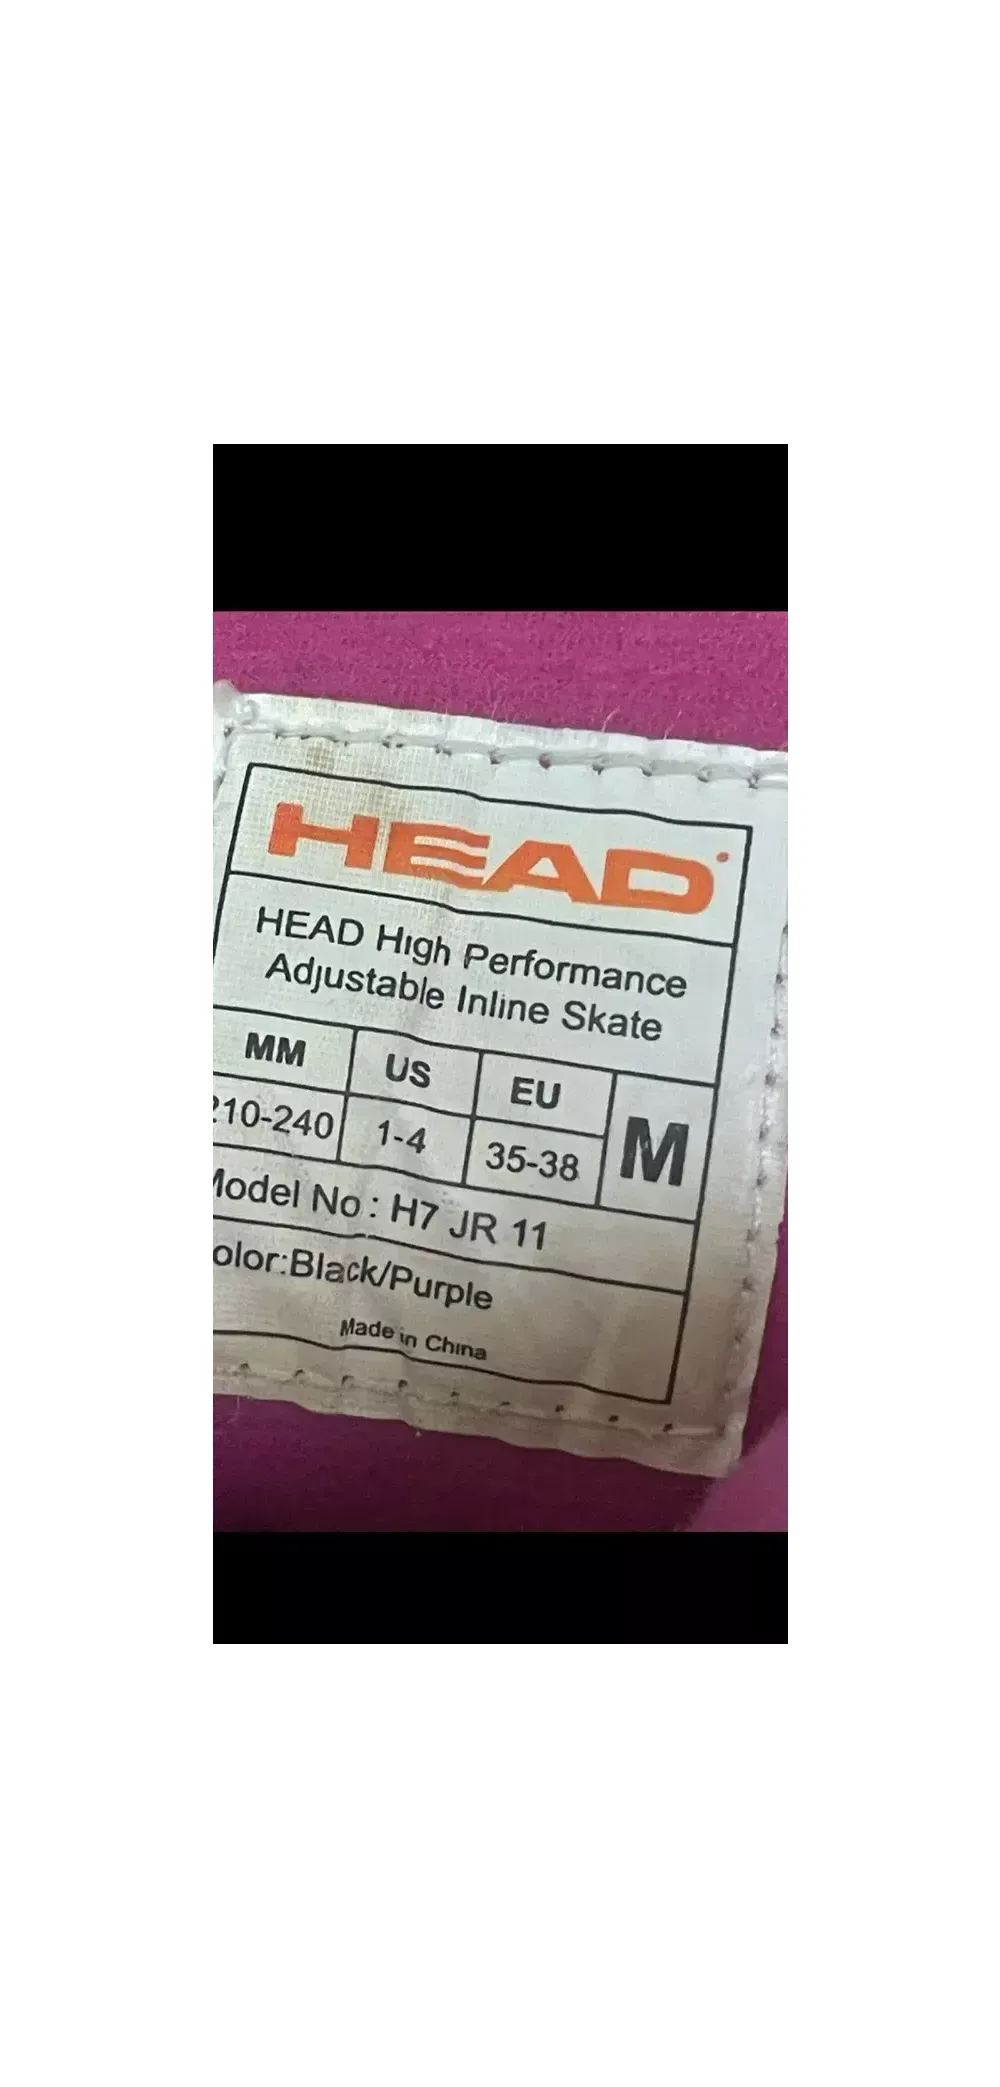 HEAD
HEAD High Performance
Adjustable Inline Skate
MM US EU M
210-240 1-4 35-38
Model No: H7 JR 11
Color:Black/Purple
Made in China